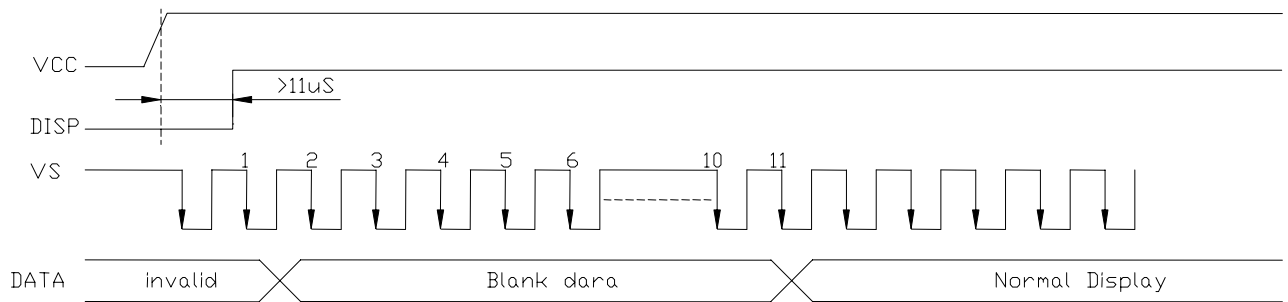 VCC
>11uS
DISP
1 2 3 4 5 6 10 11
VS
DATA invalid Blank dara Normal Display